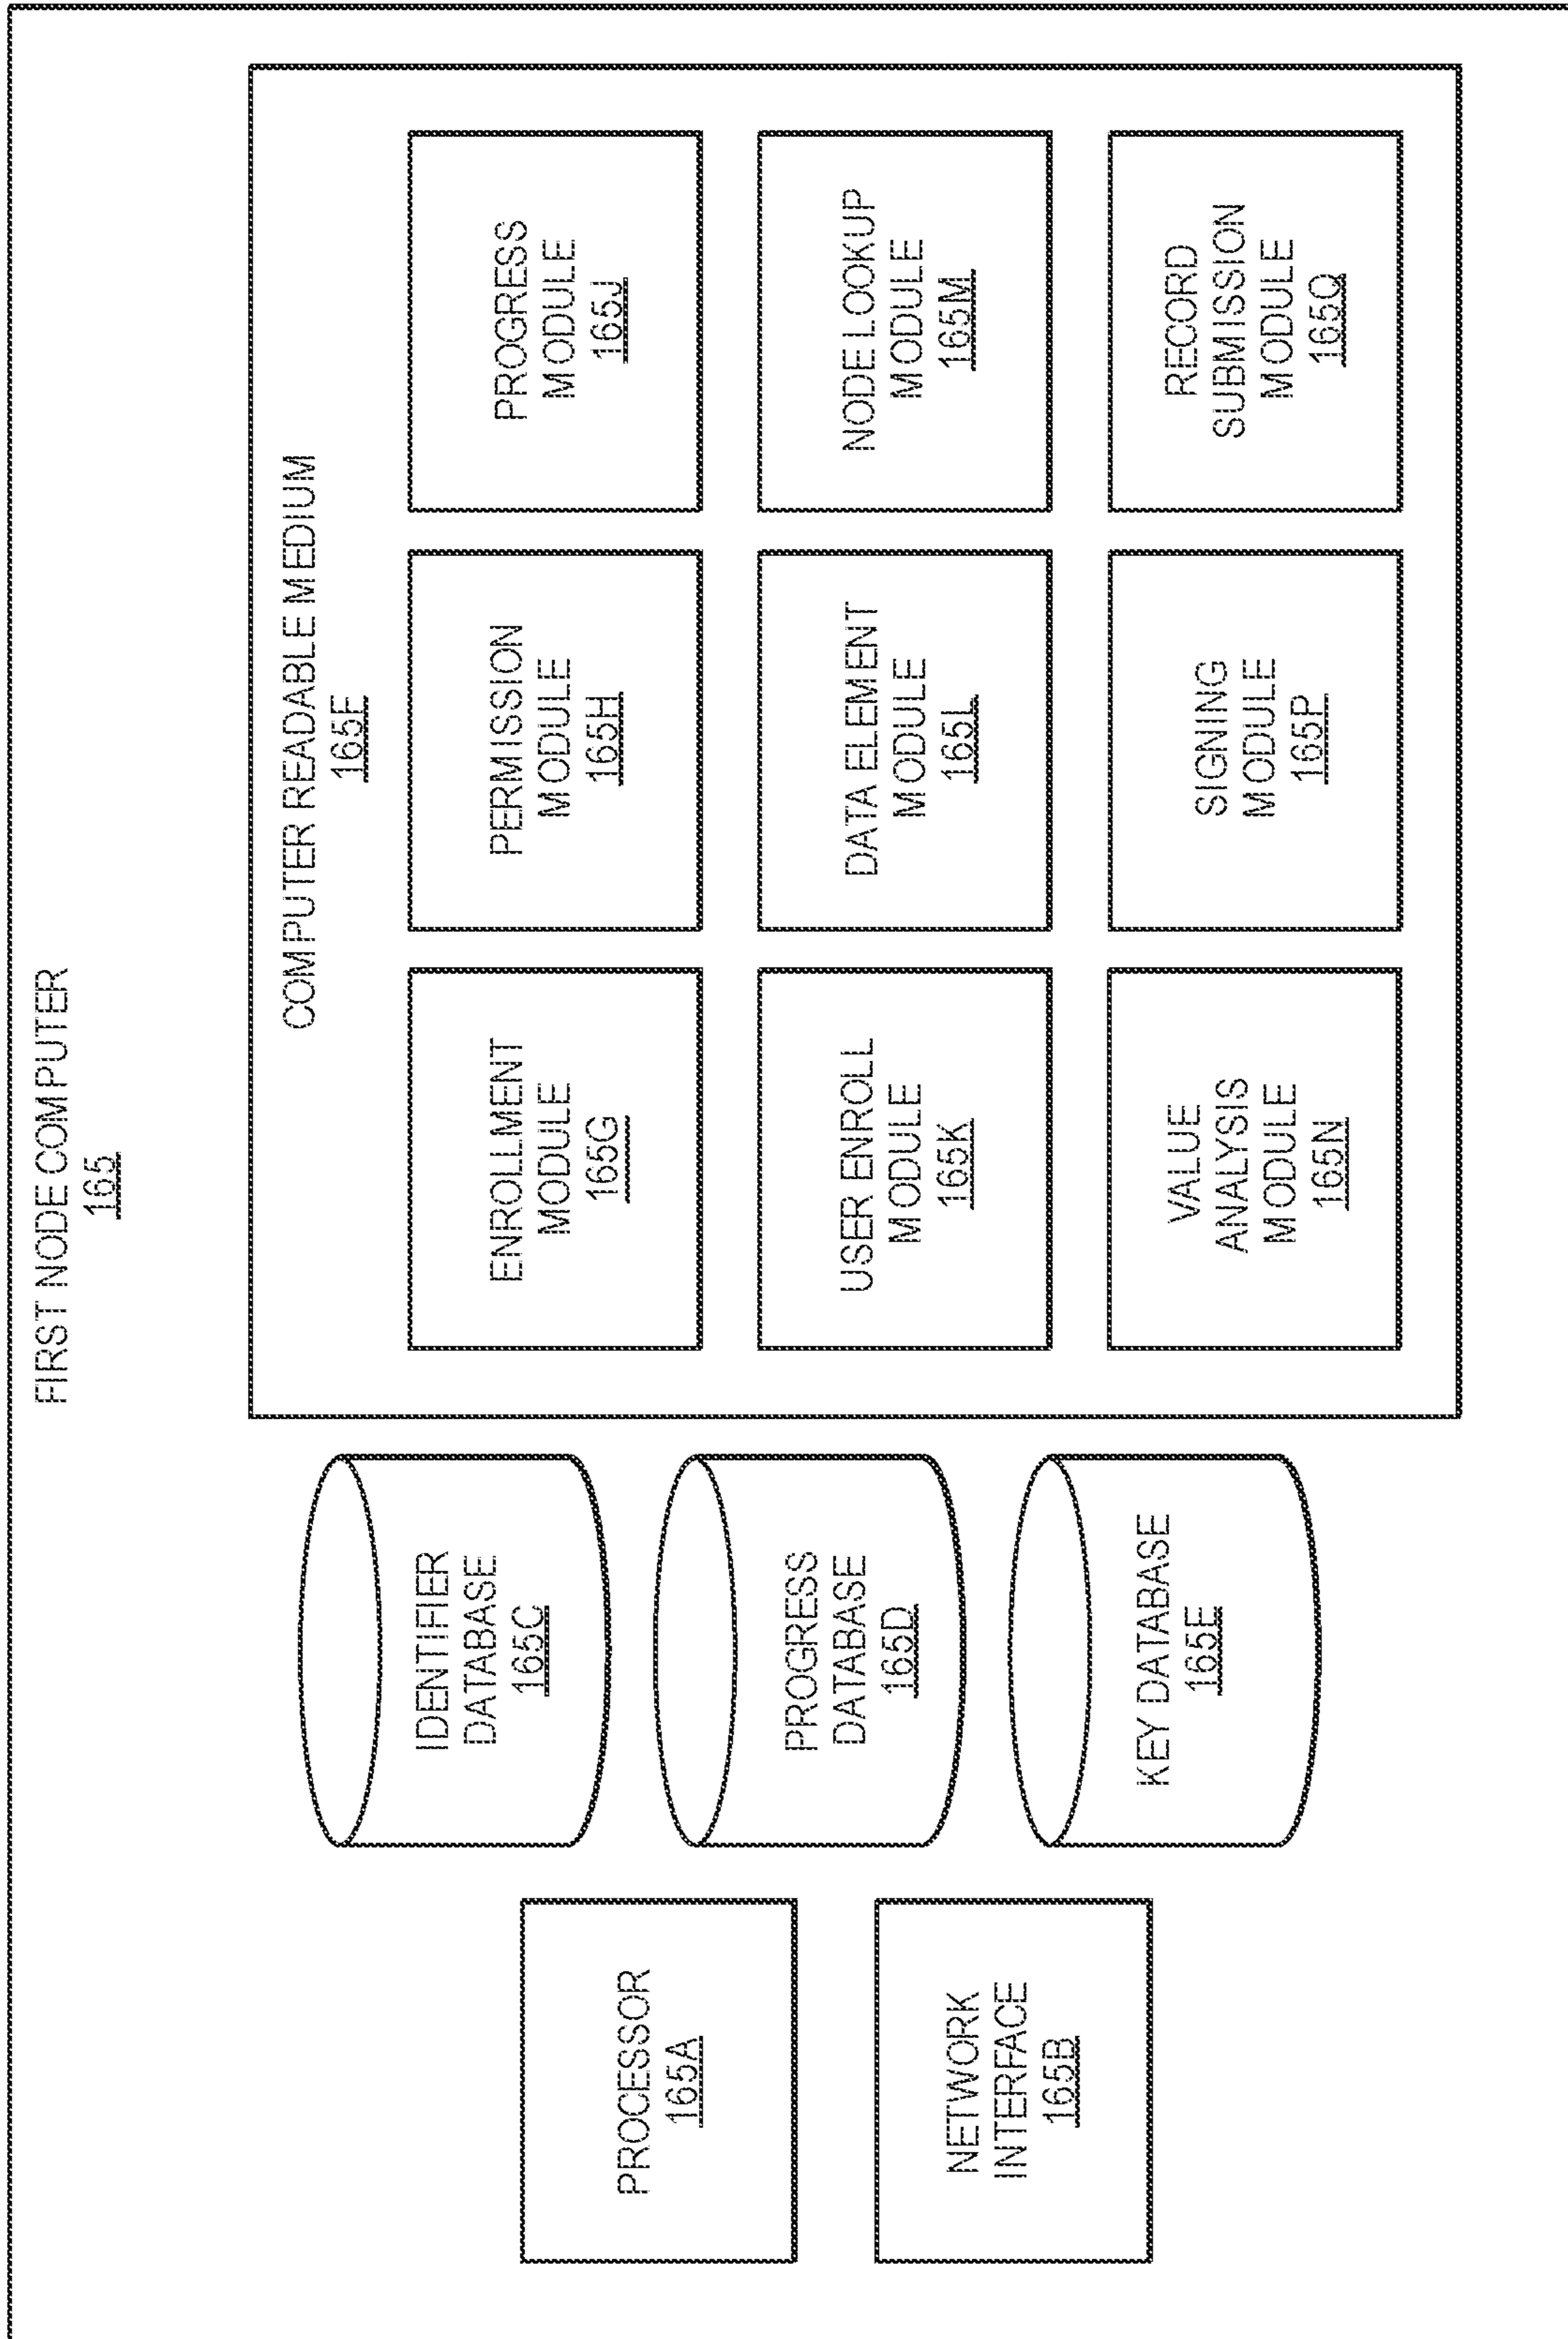 FIRST NODE COMPUTER
165
PROCESSOR
165A
NETWORK
INTERFACE
165B
IDENTIFIER
DATABASE
165C
PROGRESS
DATABASE
165D
KEY DATABASE
165E
COMPUTER READABLE MEDIUM
165F
ENROLLMENT
MODULE
165G
PERMISSION
MODULE
165H
PROGRESS
MODULE
165J
USER ENROLL
MODULE
165K
DATA ELEMENT
MODULE
165L
NODE LOOKUP
MODULE
165M
VALUE
ANALYSIS
MODULE
165N
SIGNING
MODULE
165P
RECORD
SUBMISSION
MODULE
165Q